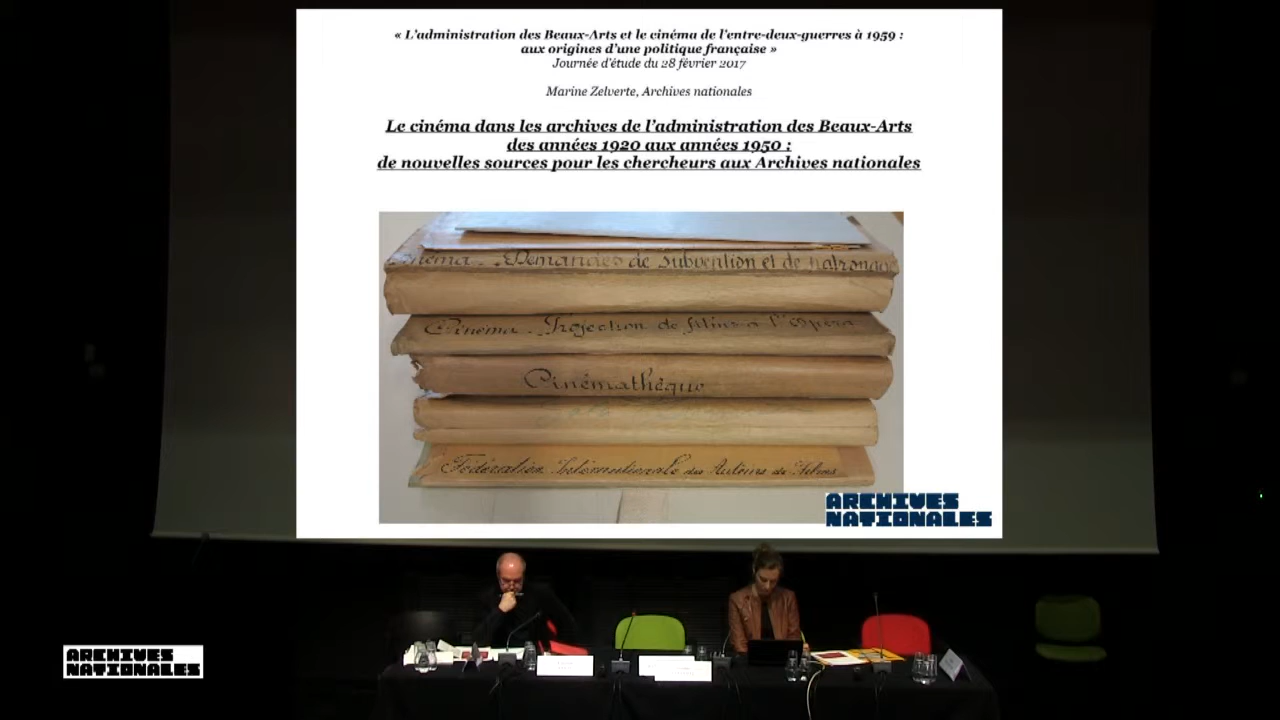 « L'administration des Beaux-Arts et le cinéma de l'entre-deux-guerres à 1959 :
aux origines d'une politique française »
Journée d'étude du 28 février 2017
Marine Zelverte, Archives nationales
Le cinéma dans les archives de l'administration des Beaux-Arts
des années 1920 aux années 1950 :
de nouvelles sources pour les chercheurs aux Archives nationales
Demandes de subvention et de patronage
Cinéma - Projection de films à l'Opéra
Cinémathèque
Fédération Internationale des Auteurs de Films
ARCHIVES
NATIONALES
ARCHIVES
NATIONALES